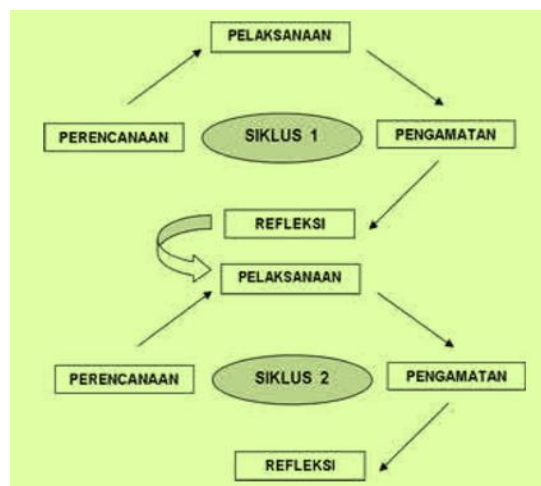 PELAKSANAAN
PERENCANAAN
SIKLUS 1
PENGAMATAN
REFLEKSI
PELAKSANAAN
PERENCANAAN
SIKLUS 2
PENGAMATAN
REFLEKSI